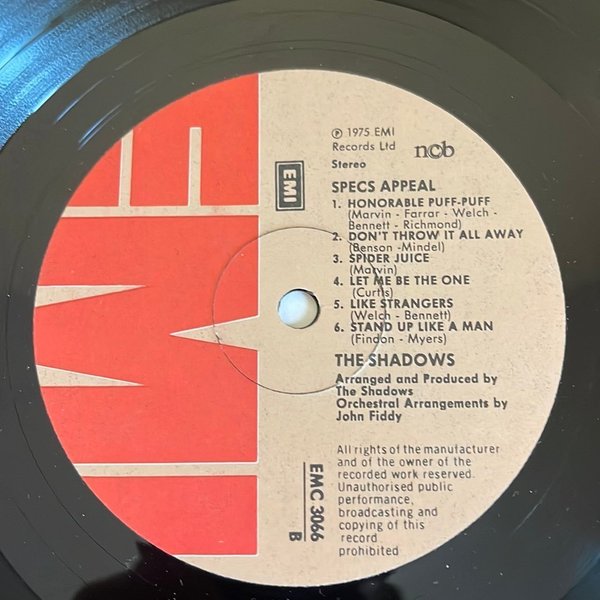 ℗ 1975 EMI
Records Ltd
ncb
Stereo
EMI
SPECS APPEAL
1. HONORABLE PUFF-PUFF
(Marvin - Farrar - Welch -
Bennett - Richmond)
2. DON'T THROW IT ALL AWAY
(Benson -Mindel)
3. SPIDER JUICE
(Marvin)
4. LET ME BE THE ONE
(Curtis)
5. LIKE STRANGERS
(Welch - Bennett)
6. STAND UP LIKE A MAN
(Findon - Myers)
THE SHADOWS
Arranged and Produced by
The Shadows
Orchestral Arrangements by
John Fiddy
All rights of the manufacturer
and of the owner of the
recorded work reserved.
Unauthorised public
performance,
broadcasting and
copying of this
record
prohibited
EMC 3066
B
EMI